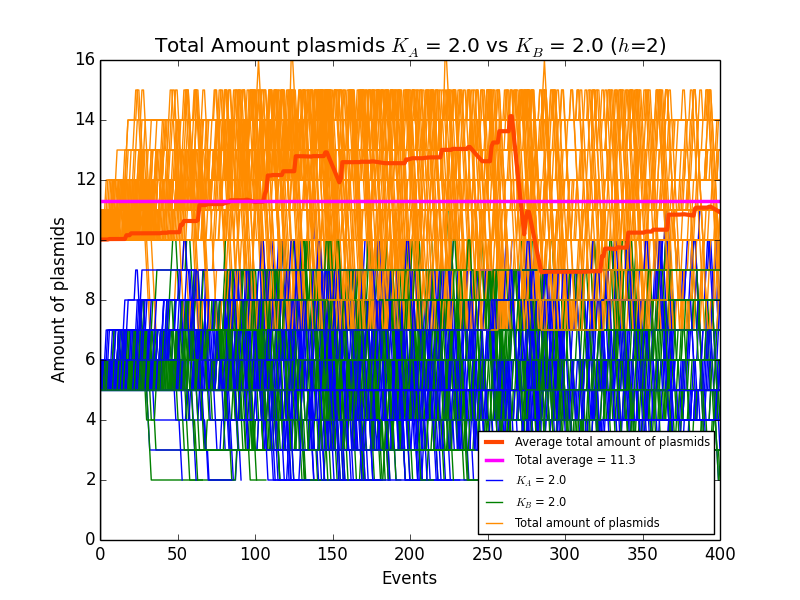 Total Amount plasmids K_A = 2.0 vs K_B = 2.0 (h=2)
16
14
12
10
8
6
4
2
0
Amount of plasmids
Average total amount of plasmids
Total average = 11.3
K_A = 2.0
K_B = 2.0
Total amount of plasmids
0 50 100 150 200 250 300 350 400
Events